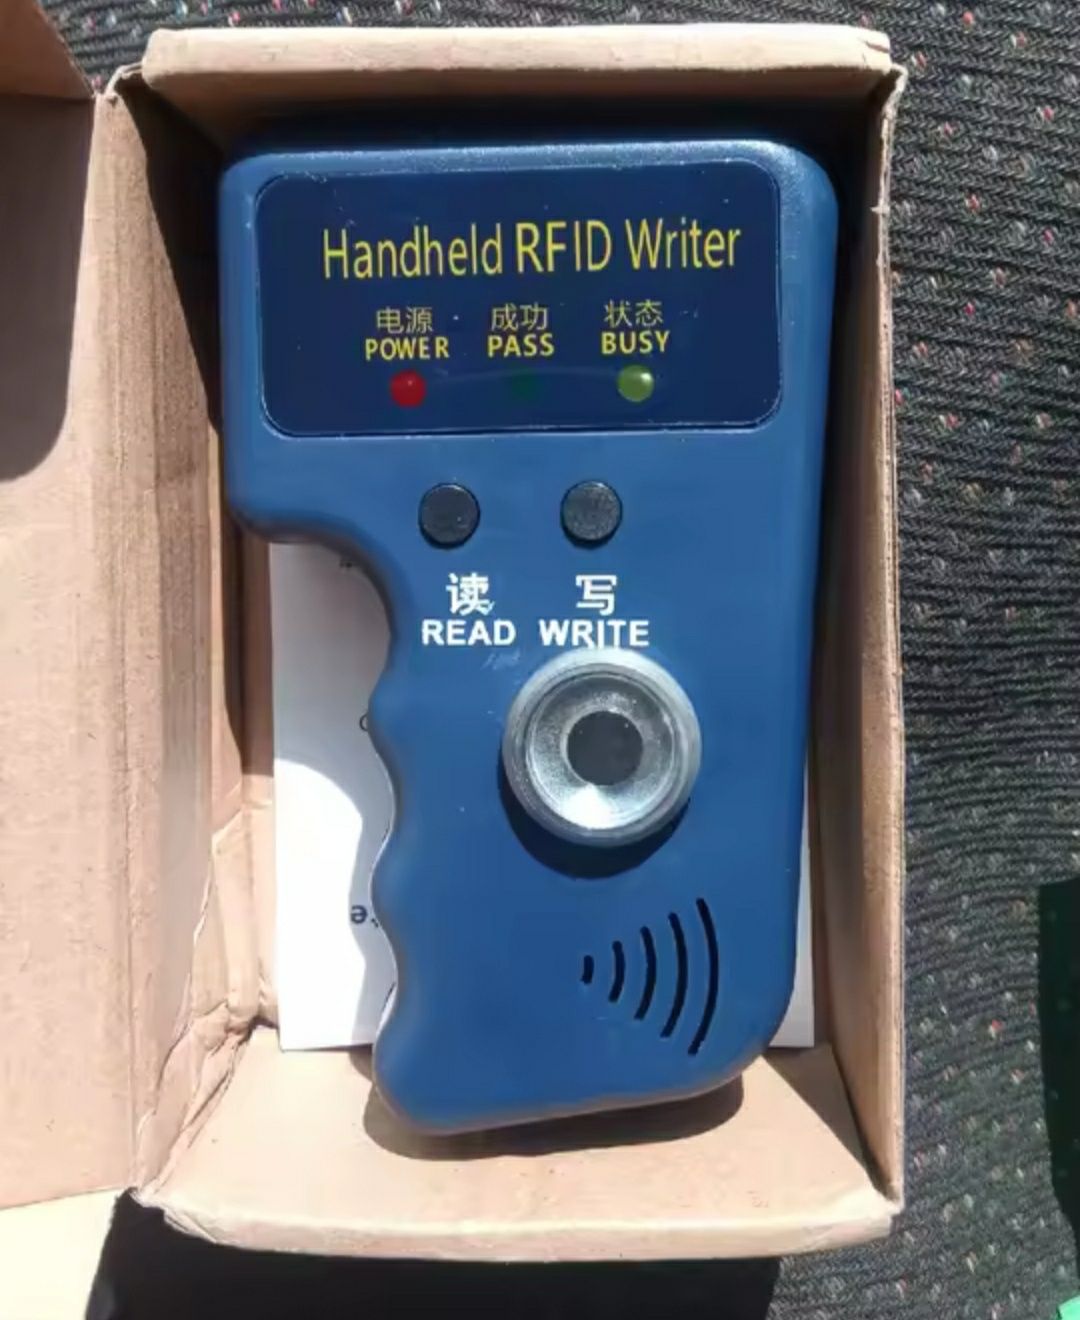 Handheld RFID Writer
电源 成功 状态
POWER PASS BUSY
读 写
READ WRITE